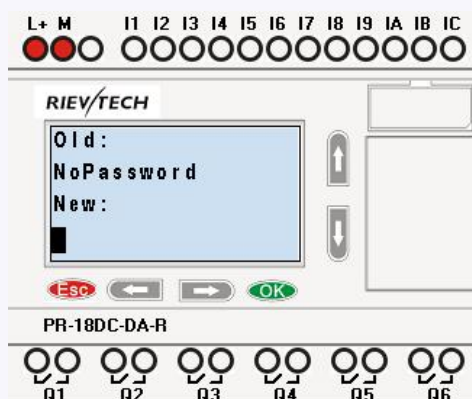 L+ M I1 I2 I3 I4 I5 I6 I7 I8 I9 IA IB IC
RIEVTECH
Old:
NoPassword
New:
Esc OK
PR-18DC-DA-R
Q1 Q2 Q3 Q4 Q5 Q6